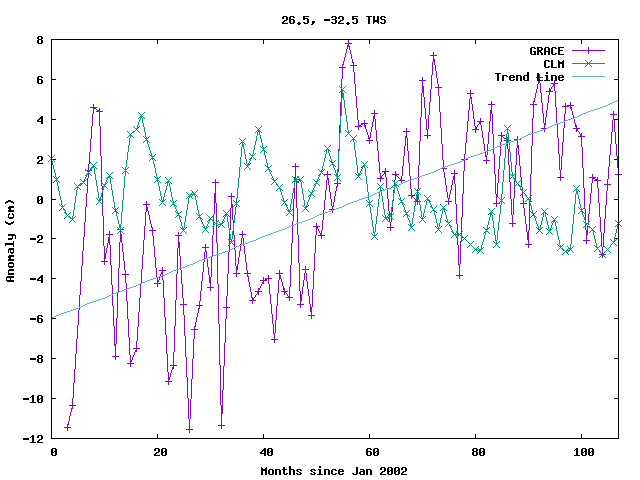 26.5, -32.5 TWS
GRACE
CLM
Trend Line
8
6
4
2
0
-2
-4
-6
-8
-10
-12
Anomaly (cm)
0 20 40 60 80 100
Months since Jan 2002